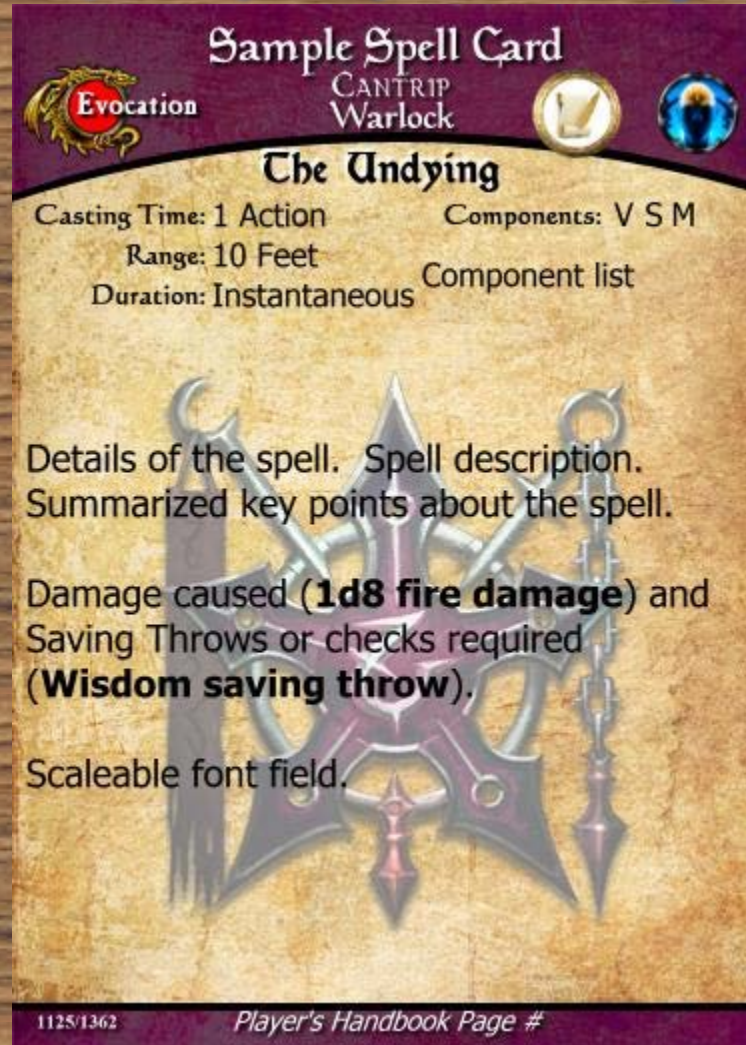 Sample Spell Card
CANTRIP
Evocation
Warlock
The Undying
Casting Time: 1 Action
Components: V S M
Range: 10 Feet
Component list
Duration: Instantaneous
Details of the spell. Spell description.
Summarized key points about the spell.
Damage caused (1d8 fire damage) and
Saving Throws or checks required
(Wisdom saving throw).
Scaleable font field.
1125/1362
Player's Handbook Page #